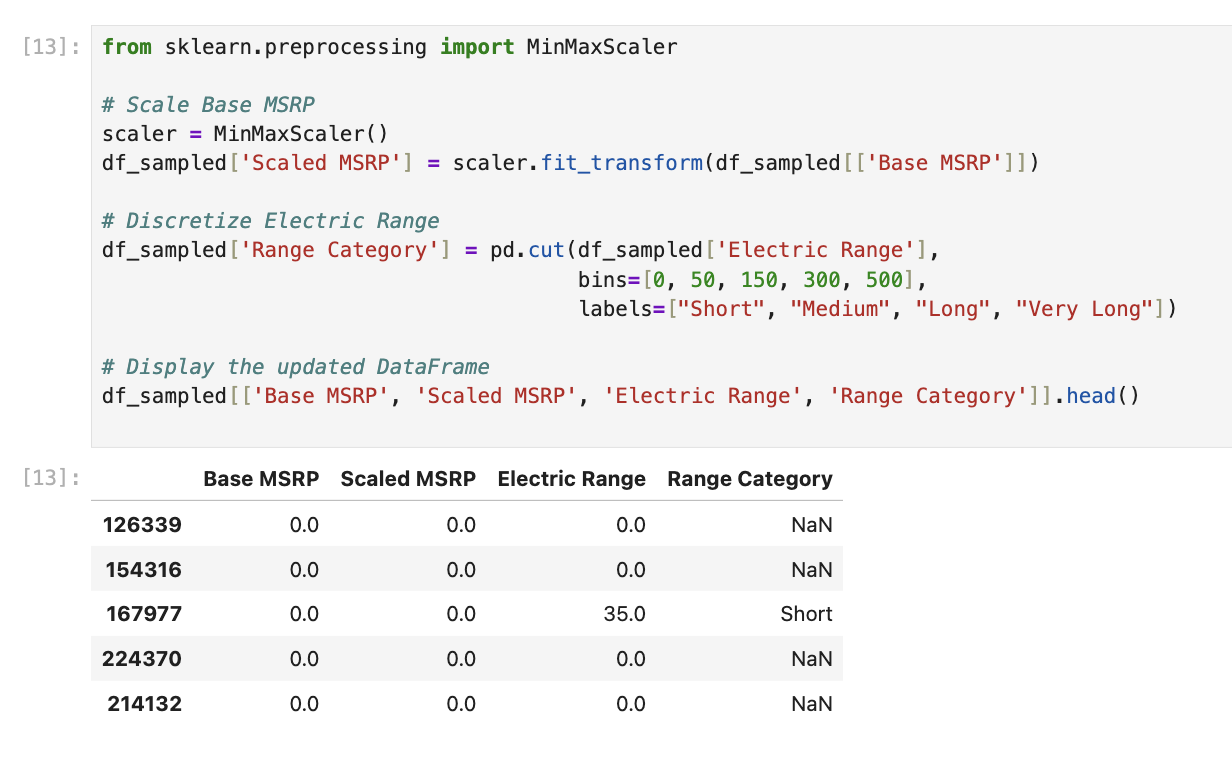 [13]: from sklearn.preprocessing import MinMaxScaler
# Scale Base MSRP
scaler = MinMaxScaler()
df_sampled['Scaled MSRP'] = scaler.fit_transform(df_sampled[['Base MSRP']])
# Discretize Electric Range
df_sampled['Range Category'] = pd.cut(df_sampled['Electric Range'],
bins=[0, 50, 150, 300, 500],
labels=["Short", "Medium", "Long", "Very Long"])
# Display the updated DataFrame
df_sampled[['Base MSRP', 'Scaled MSRP', 'Electric Range', 'Range Category']].head()
[13]: Base MSRP Scaled MSRP Electric Range Range Category
126339 0.0 0.0 0.0 NaN
154316 0.0 0.0 0.0 NaN
167977 0.0 0.0 35.0 Short
224370 0.0 0.0 0.0 NaN
214132 0.0 0.0 0.0 NaN